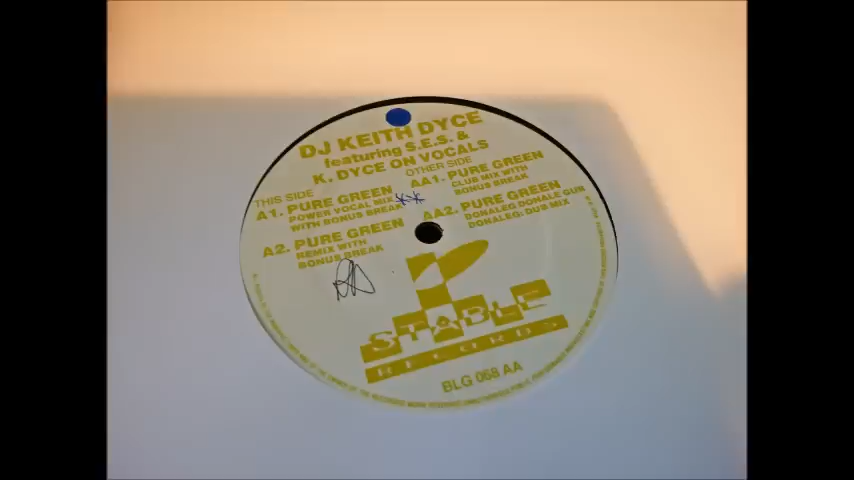 DJ KEITH DYCE
featuring S.E.S. &
K. DYCE ON VOCALS
THIS SIDE
A1. PURE GREEN
POWER VOCAL MIX
WITH BONUS BREAK
A2. PURE GREEN
REMIX WITH
BONUS BREAK
OTHER SIDE
AA1. PURE GREEN
CLUB MIX WITH
BONUS BREAK
AA2. PURE GREEN
DONALEG DONALE GUN
DONALEG: DUS MIX
STABLE
RECORDS
BLG 068 AA